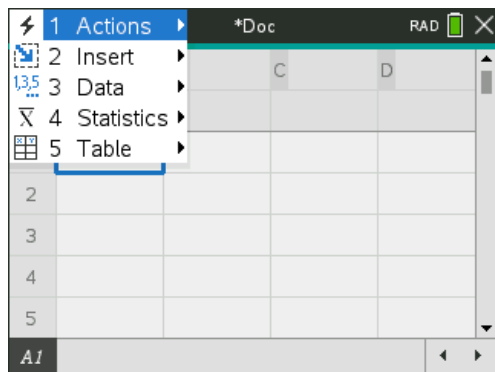 1 Actions *Doc RAD
2 Insert C D
1,3,5 3 Data
X 4 Statistics
X Y 5 Table
2
3
4
5
A1